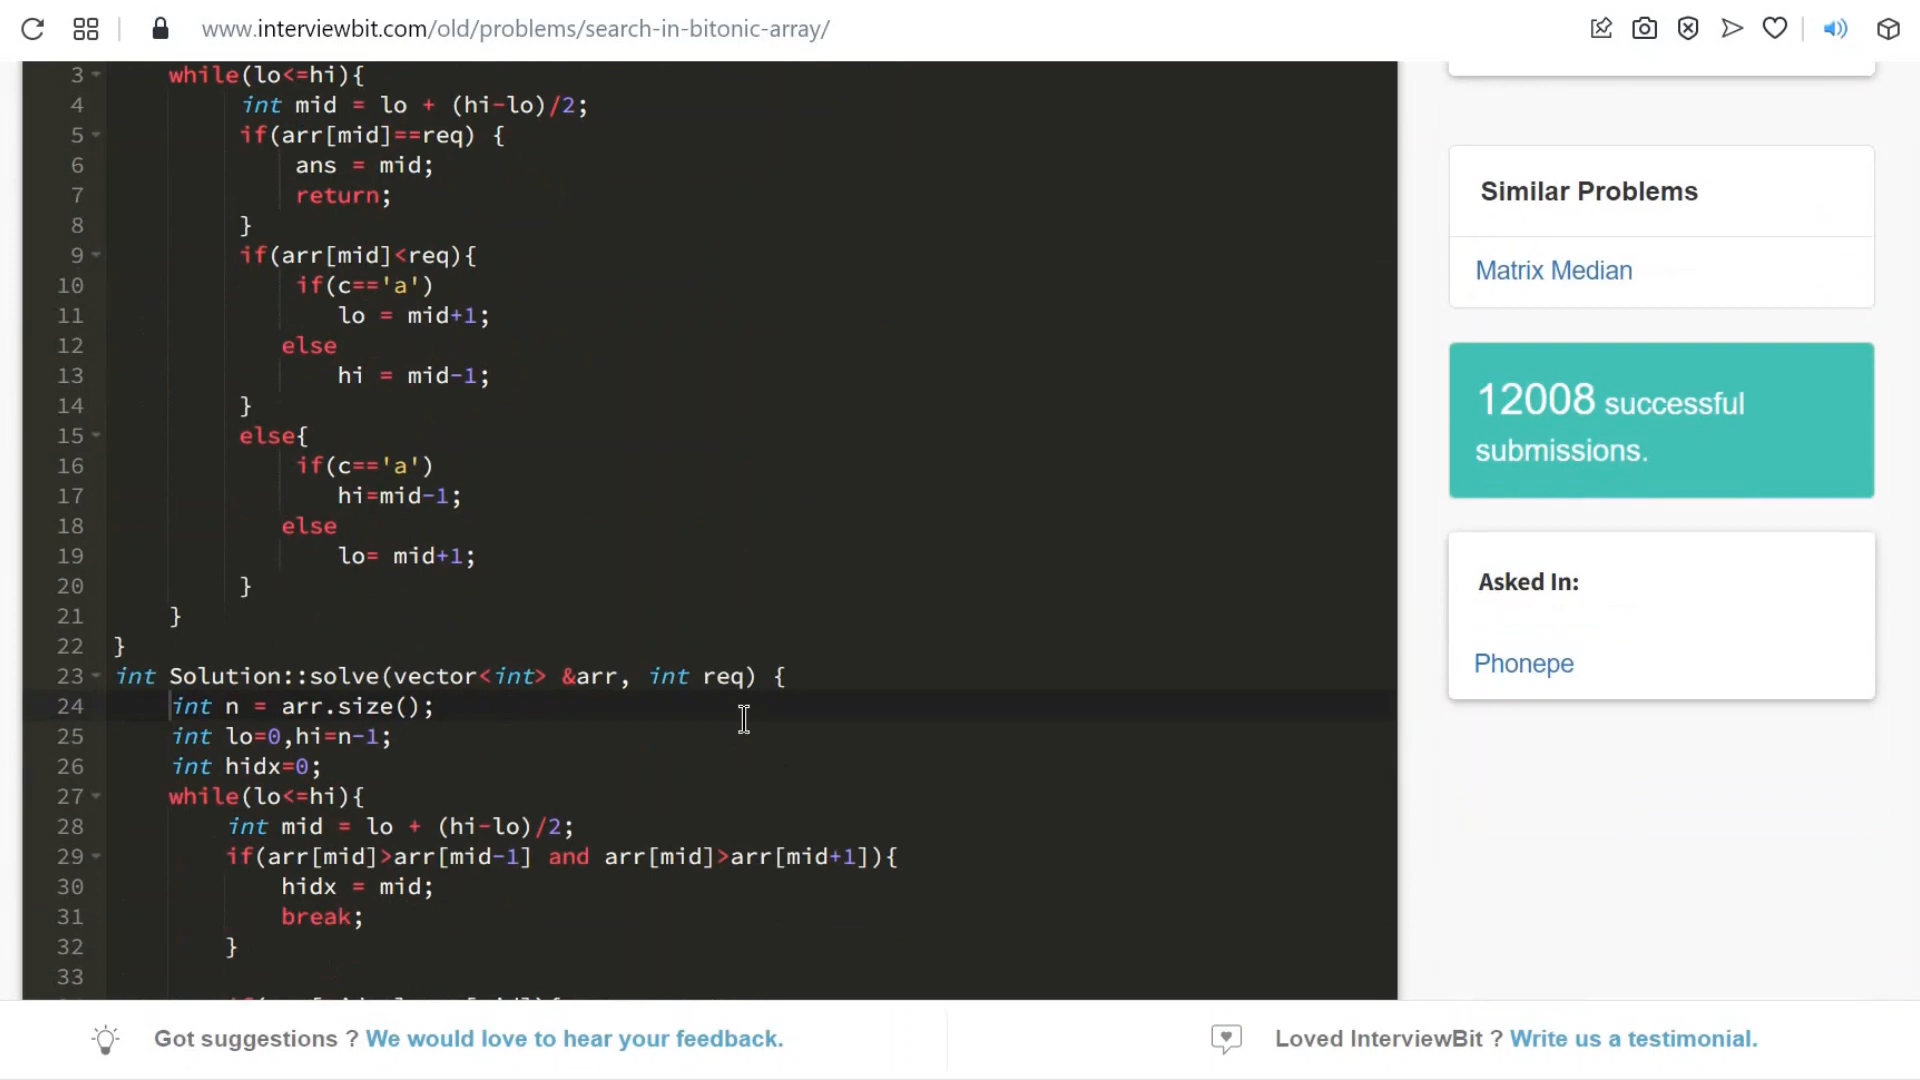 www.interviewbit.com/old/problems/search-in-bitonic-array/
3 while(lo<=hi){
4 int mid = lo + (hi-lo)/2;
5 if(arr[mid]==req) {
6 ans = mid;
7 return;
8 }
9 if(arr[mid]<req){
10 if(c=='a')
11 lo = mid+1;
12 else
13 hi = mid-1;
14 }
15 else{
16 if(c=='a')
17 hi=mid-1;
18 else
19 lo= mid+1;
20 }
21 }
22 }
23 int Solution::solve(vector<int> &arr, int req) {
24 int n = arr.size();
25 int lo=0,hi=n-1;
26 int hidx=0;
27 while(lo<=hi){
28 int mid = lo + (hi-lo)/2;
29 if(arr[mid]>arr[mid-1] and arr[mid]>arr[mid+1]){
30 hidx = mid;
31 break;
32 }
33
Similar Problems
Matrix Median
12008 successful
submissions.
Asked In:
Phonepe
Got suggestions ? We would love to hear your feedback.
Loved InterviewBit ? Write us a testimonial.